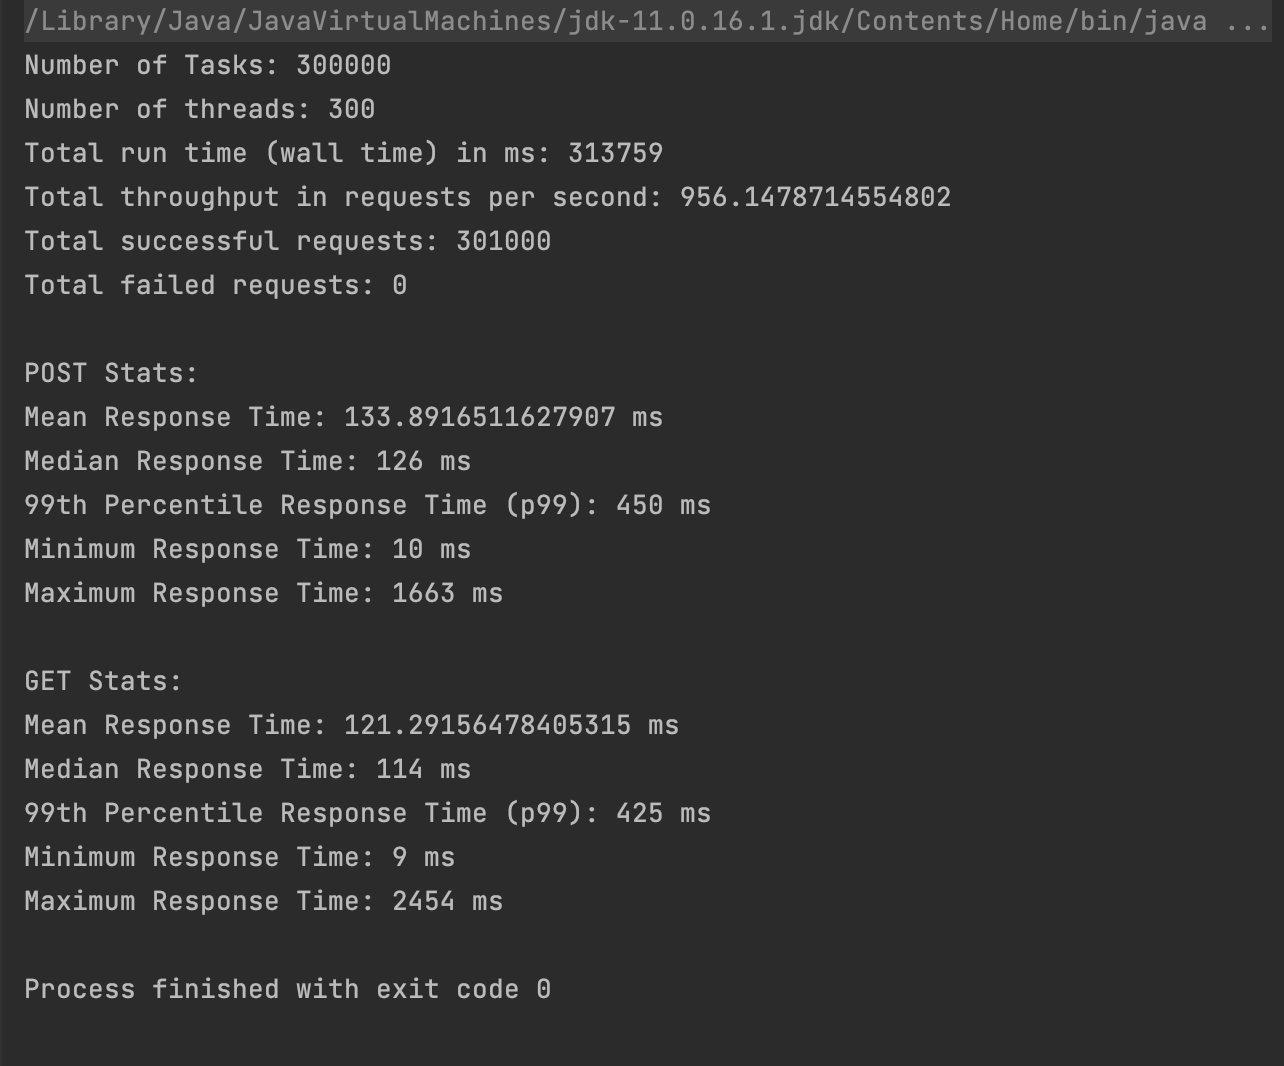 /Library/Java/JavaVirtualMachines/jdk-11.0.16.1.jdk/Contents/Home/bin/java ...
Number of Tasks: 300000
Number of threads: 300
Total run time (wall time) in ms: 313759
Total throughput in requests per second: 956.1478714554802
Total successful requests: 301000
Total failed requests: 0
POST Stats:
Mean Response Time: 133.8916511627907 ms
Median Response Time: 126 ms
99th Percentile Response Time (p99): 450 ms
Minimum Response Time: 10 ms
Maximum Response Time: 1663 ms
GET Stats:
Mean Response Time: 121.29156478405315 ms
Median Response Time: 114 ms
99th Percentile Response Time (p99): 425 ms
Minimum Response Time: 9 ms
Maximum Response Time: 2454 ms
Process finished with exit code 0